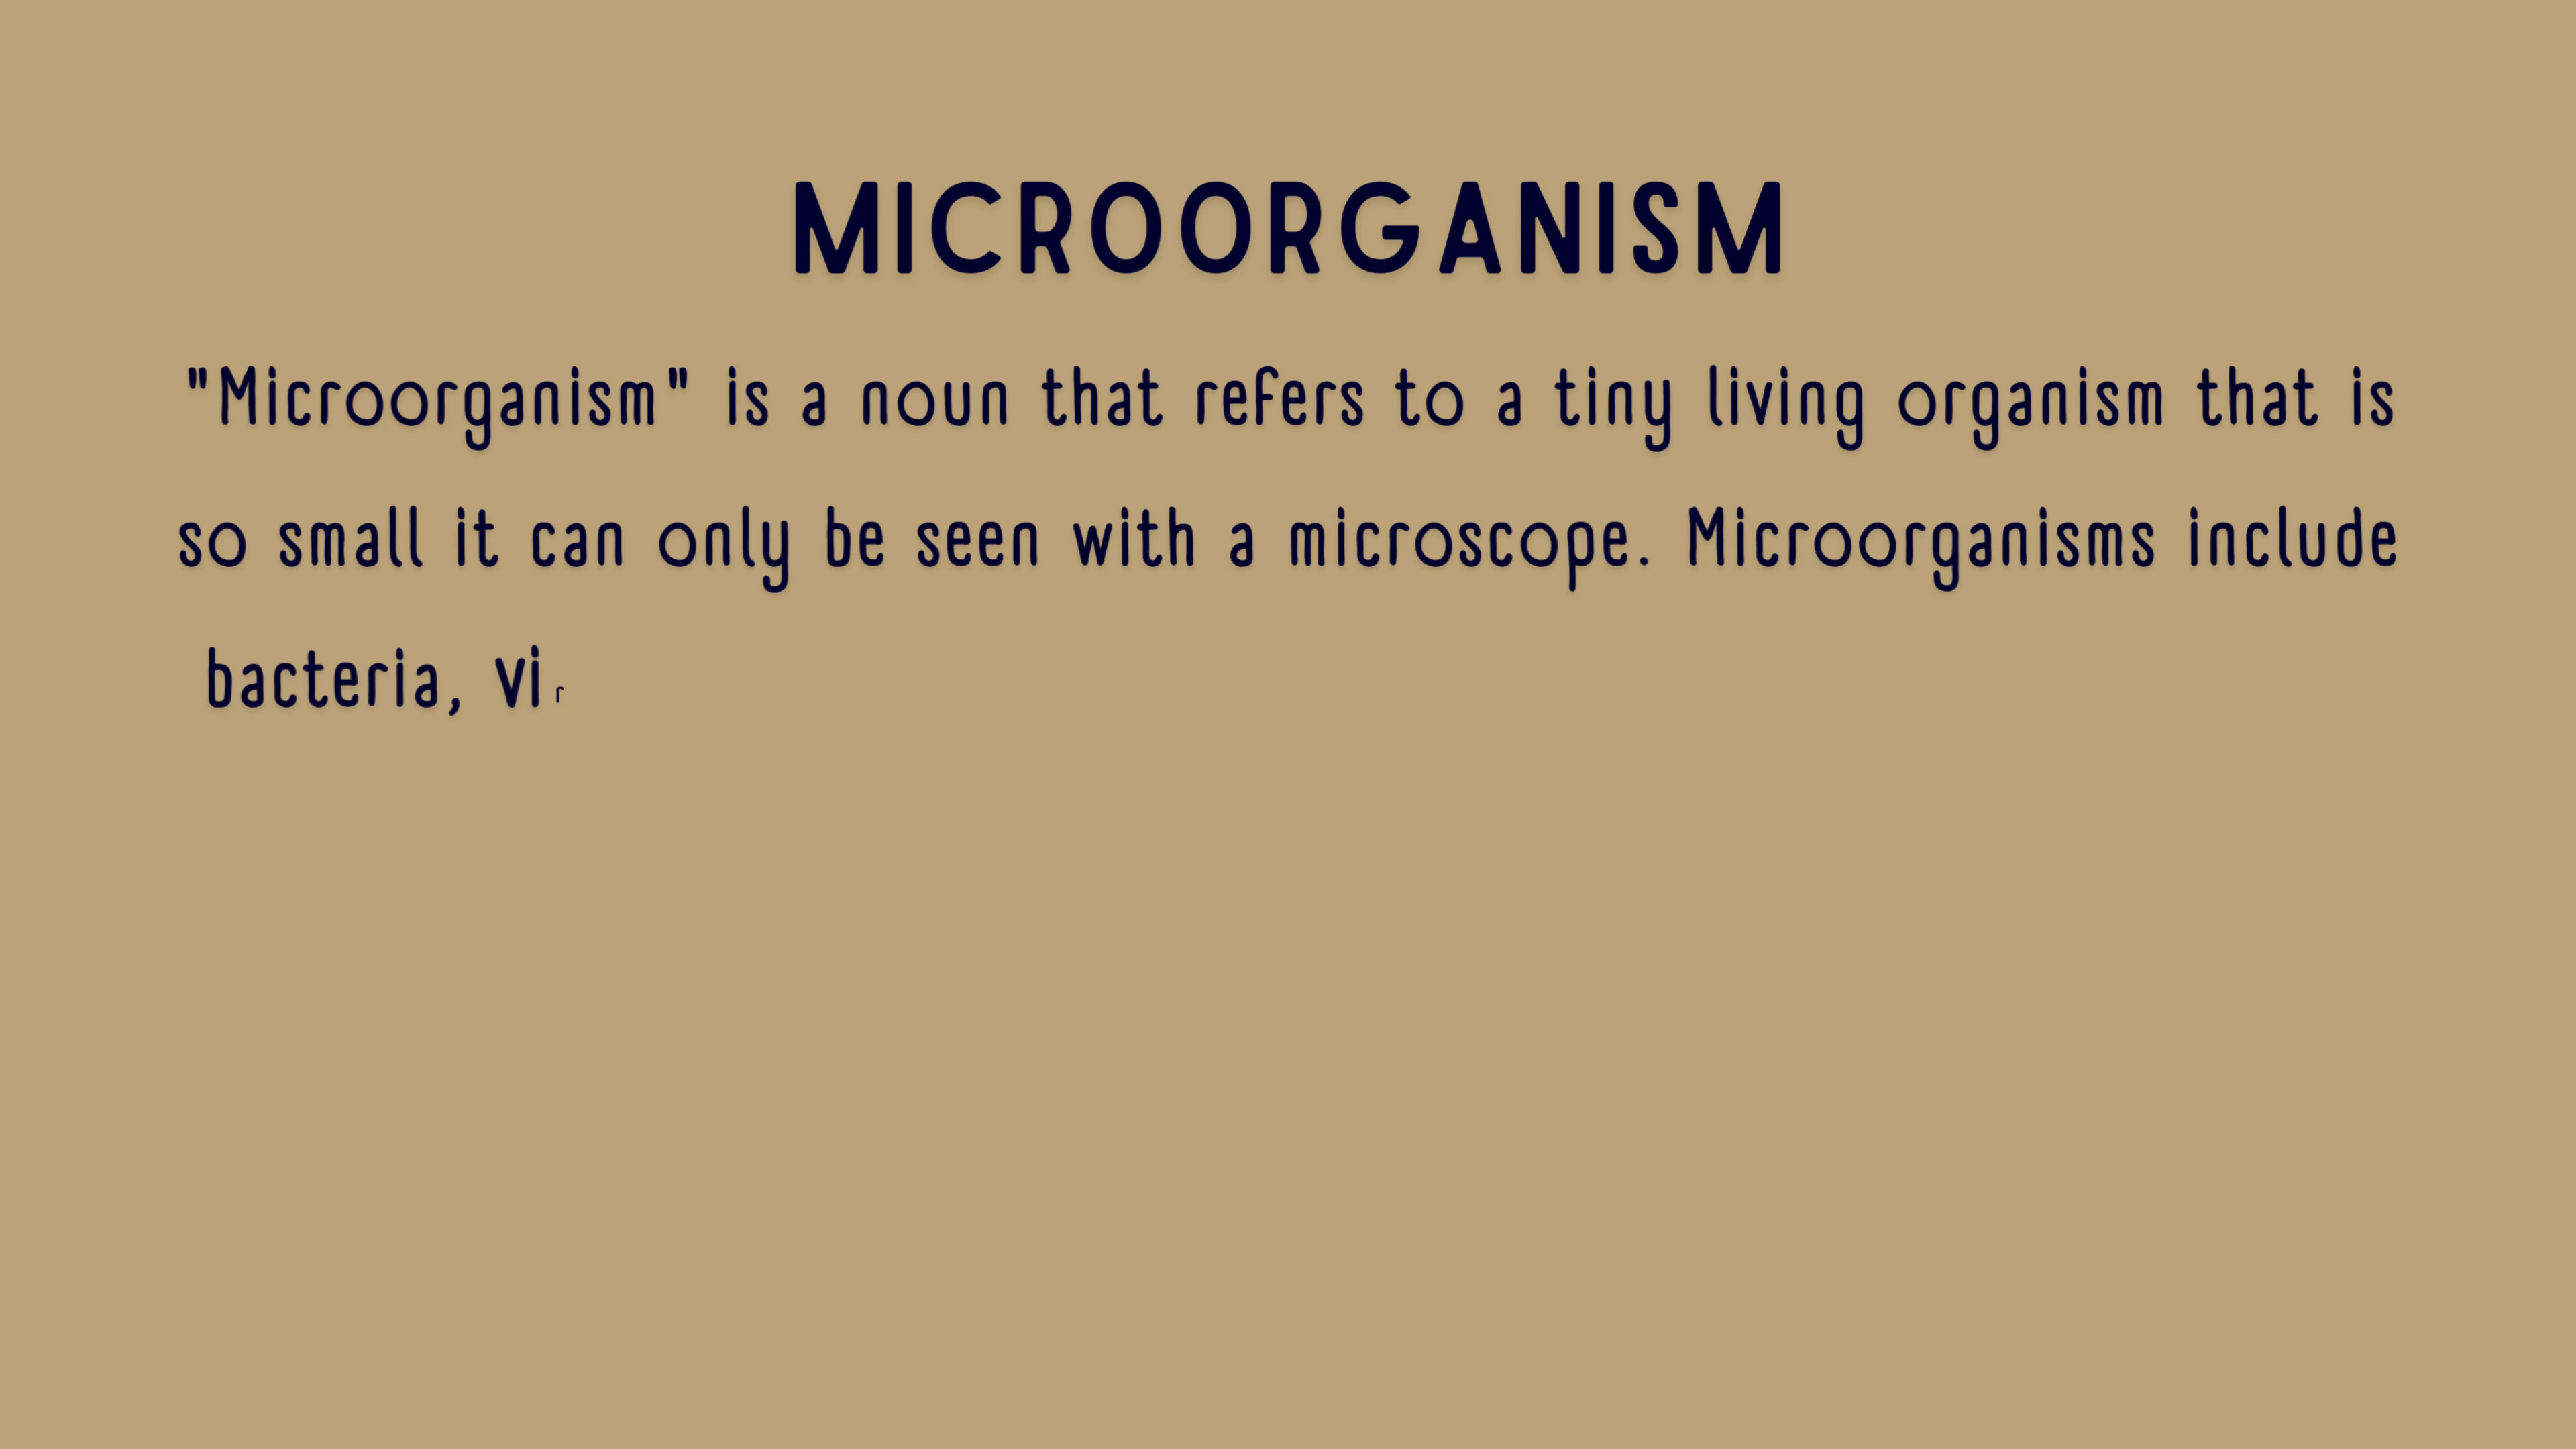 MICROORGANISM
"Microorganism" is a noun that refers to a tiny living organism that is
so small it can only be seen with a microscope. Microorganisms include
bacteria, vir